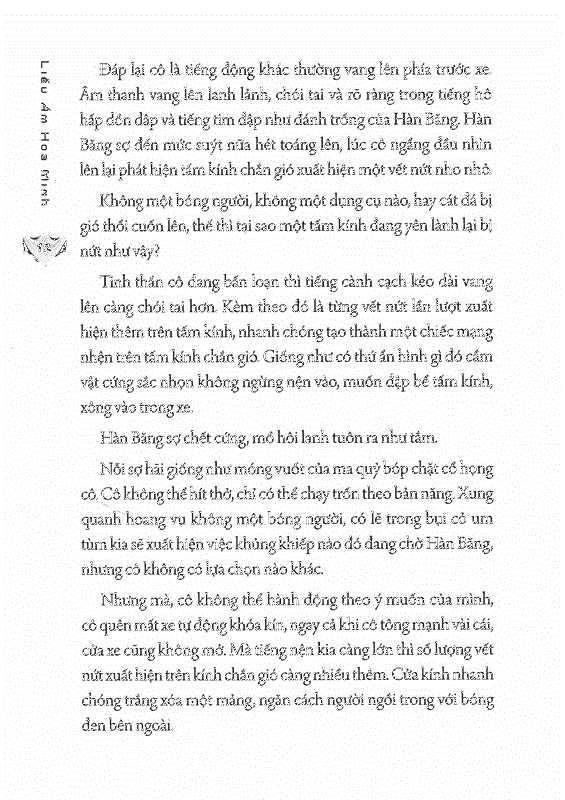 Liễu Ám Hoa Minh
Đáp lại cô là tiếng động khác thường vang lên phía trước xe.
Âm thanh vang lên lanh lảnh, chói tai và rõ ràng trong tiếng hô
hấp dồn dập và tiếng tim đập như đánh trống của Hàn Băng. Hàn
Băng sợ đến mức suýt nữa hét toáng lên, lúc cô ngẩng đầu nhìn
lên lại phát hiện tấm kính chắn gió xuất hiện một vết nứt nho nhỏ.
Không một bóng người, không một dụng cụ nào, hay cát đá bị
gió thổi cuốn lên, thế thì tại sao một tấm kính đang yên lành lại bị
nứt như vậy?
Tinh thần cô đang bấn loạn thì tiếng cành cạch kéo dài vang
lên càng chói tai hơn. Kèm theo đó là từng vết nứt lần lượt xuất
hiện thêm trên tấm kính, nhanh chóng tạo thành một chiếc mạng
nhện trên tấm kính chắn gió. Giống như có thứ ẩn hình gì đó cầm
vật cứng sắc nhọn không ngừng nện vào, muốn đập bể tấm kính,
xông vào trong xe.
Hàn Băng sợ chết cứng, mồ hôi lạnh tuôn ra như tắm.
Nỗi sợ hãi giống như móng vuốt của ma quỷ bóp chặt cổ họng
cô. Cô không thể hít thở, chỉ có thể chạy trốn theo bản năng. Xung
quanh hoang vu không một bóng người, có lẽ trong bụi cỏ um
tùm kia sẽ xuất hiện việc khủng khiếp nào đó đang chờ Hàn Băng,
nhưng cô không có lựa chọn nào khác.
Nhưng mà, cô không thể hành động theo ý muốn của mình,
cô quên mất xe tự động khóa kín, ngay cả khi cô tông mạnh vài cái,
cửa xe cũng không mở. Mà tiếng nện kia càng lớn thì số lượng vết
nứt xuất hiện trên kính chắn gió càng nhiều thêm. Cửa kính nhanh
chóng trắng xóa một mảng, ngăn cách người ngồi trong với bóng
đen bên ngoài.